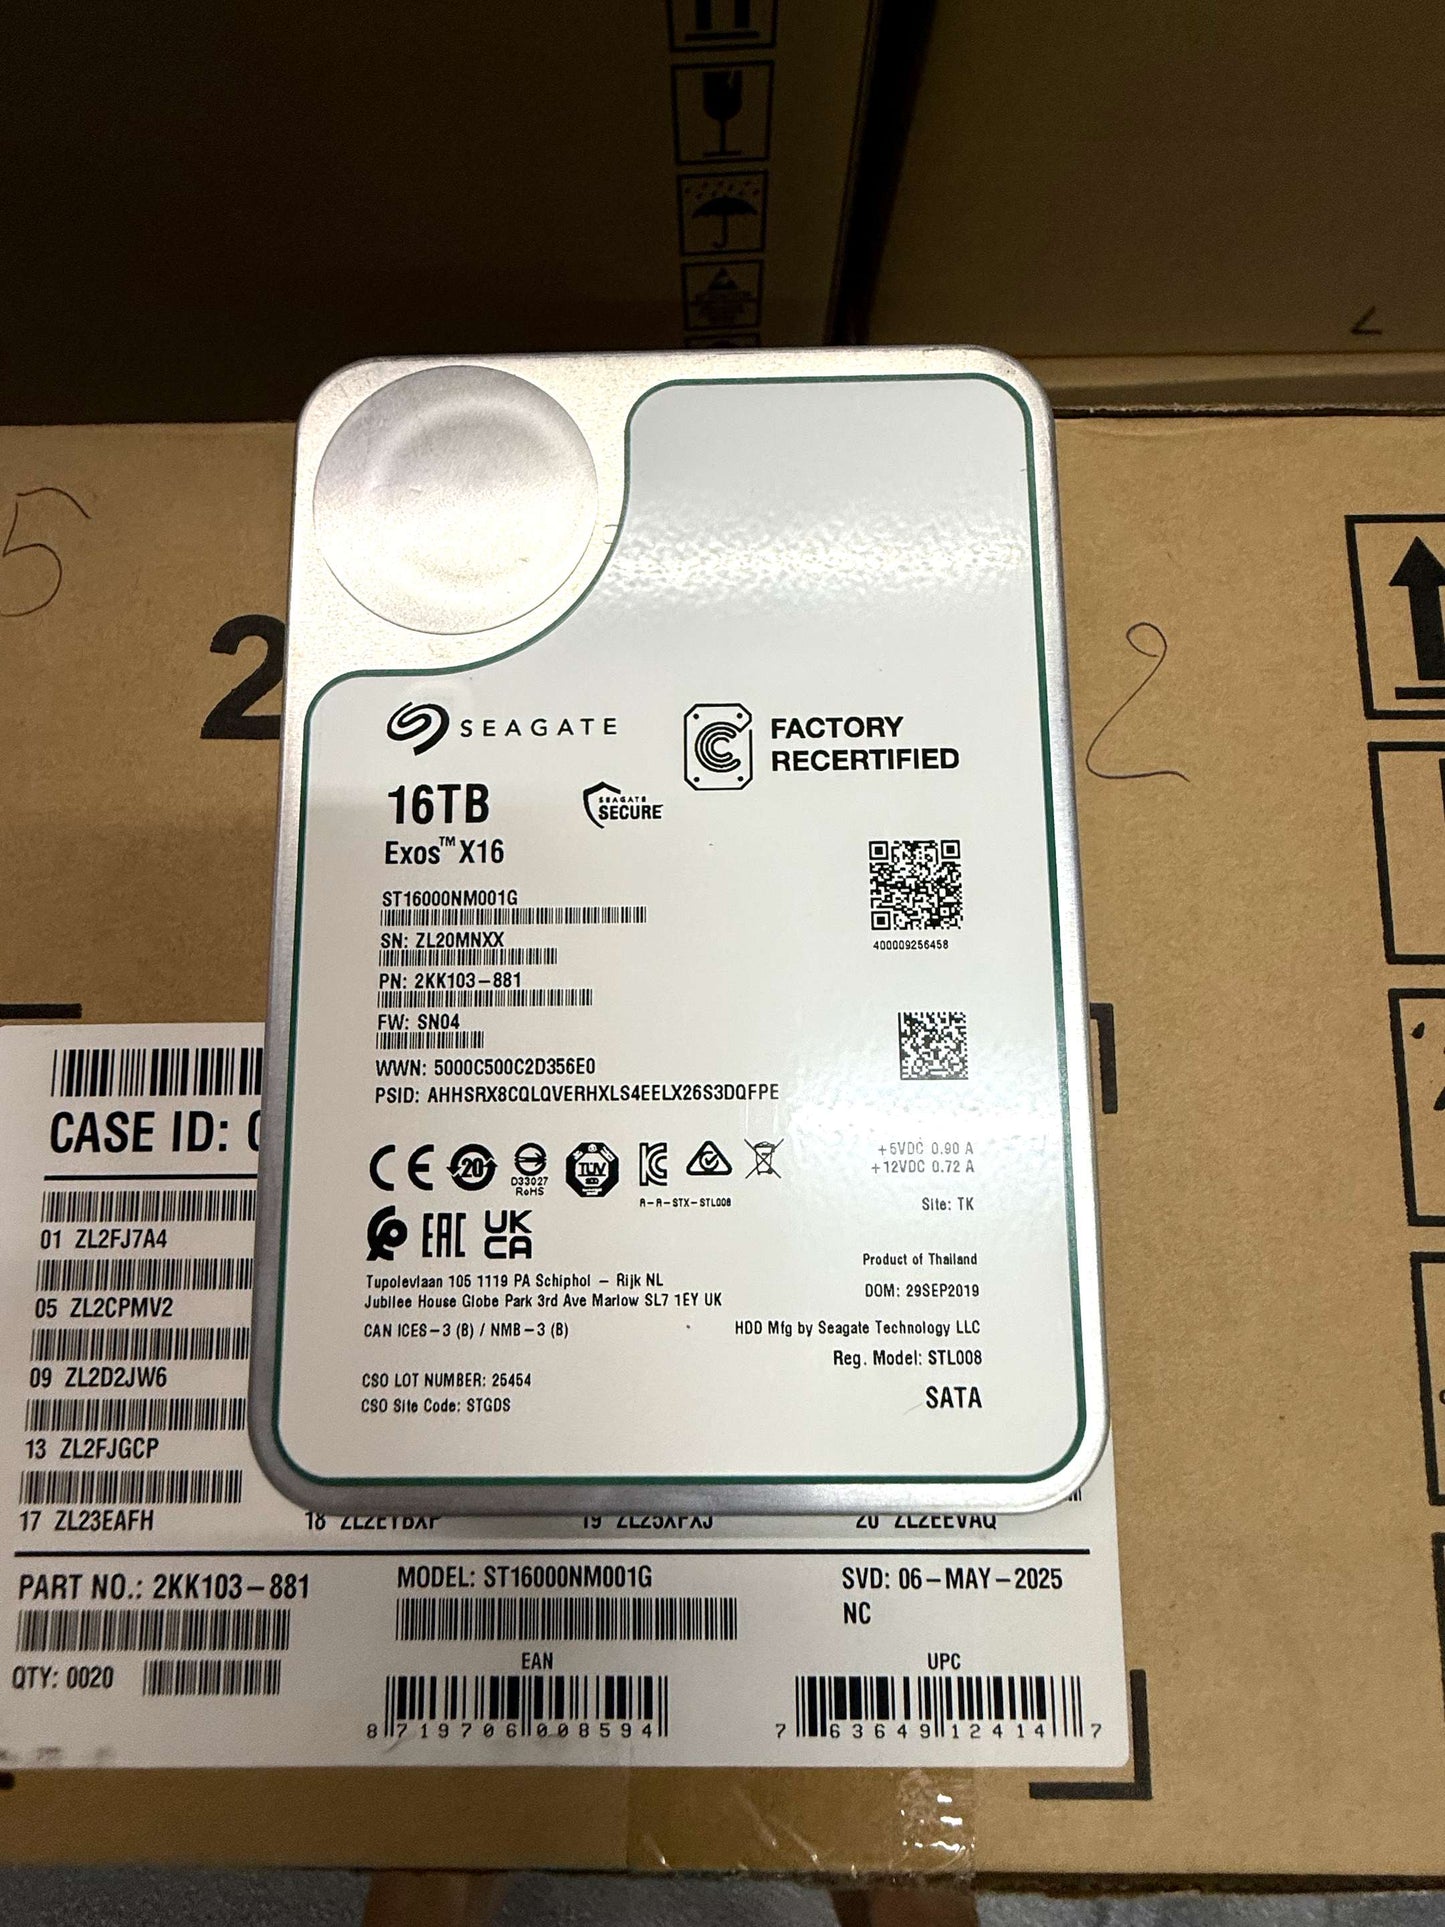 5
2
2
SEAGATE
FACTORY
RECERTIFIED
16TB
SEAGATE
SECURE
Exos™ X16
ST16000NM001G
SN: ZL20MNXX
400009256458
PN: 2KK103-881
FW: SN04
WWN: 5000C500C2D356E0
PSID: AHHSRX8CQLQVERHXLS4EELX26S3DQFPE
CE 20 D33027 RoHS TÜV
R-R-STX-STL008
+5VDC 0.90 A
+12VDC 0.72 A
EAC UK CA
Site: TK
Product of Thailand
Tupolevlaan 105 1119 PA Schiphol - Rijk NL
DOM: 29SEP2019
Jubilee House Globe Park 3rd Ave Marlow SL7 1EY UK
CAN ICES-3 (B) / NMB-3 (B)
HDD Mfg by Seagate Technology LLC
Reg. Model: STL008
CSO LOT NUMBER: 25454
CSO Site Code: STGDS
SATA
CASE ID:
01 ZL2FJ7A4
05 ZL2CPMV2
09 ZL2D2JW6
13 ZL2FJGCP
17 ZL23EAFH 18 19 20
PART NO.: 2KK103-881
MODEL: ST16000NM001G
SVD: 06-MAY-2025
NC
QTY: 0020
EAN
8 719706 008594
UPC
7 63649 12414 7